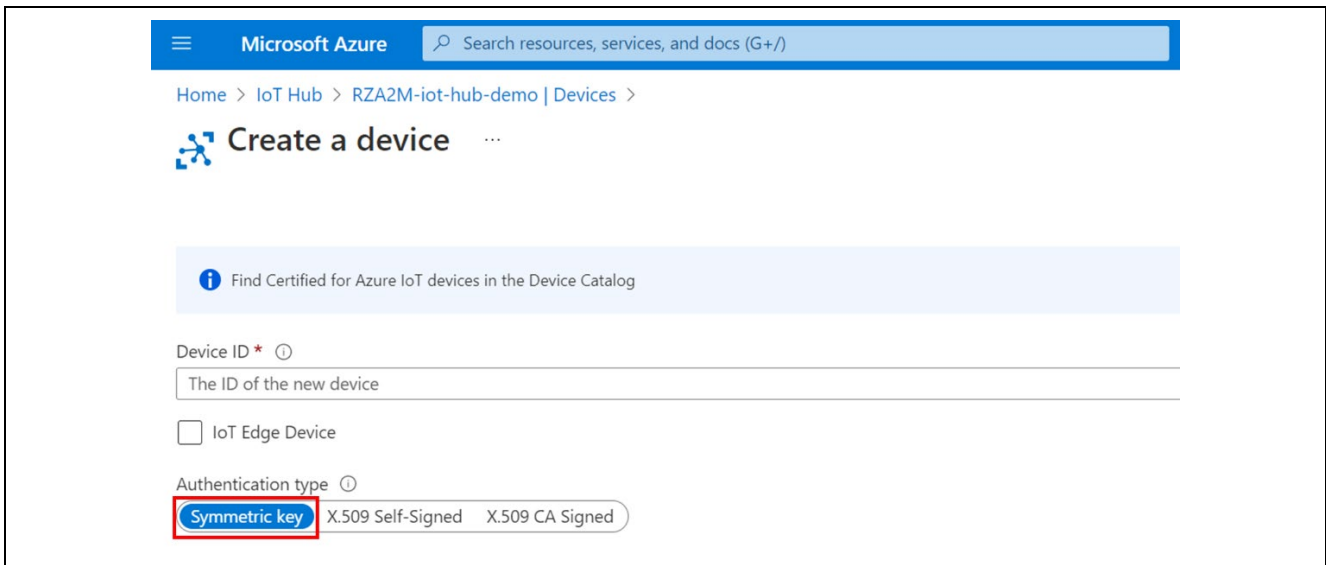 Microsoft Azure Search resources, services, and docs (G+/)
Home > IoT Hub > RZA2M-iot-hub-demo | Devices >
Create a device ...
Find Certified for Azure IoT devices in the Device Catalog
Device ID *
The ID of the new device
IoT Edge Device
Authentication type
Symmetric key X.509 Self-Signed X.509 CA Signed